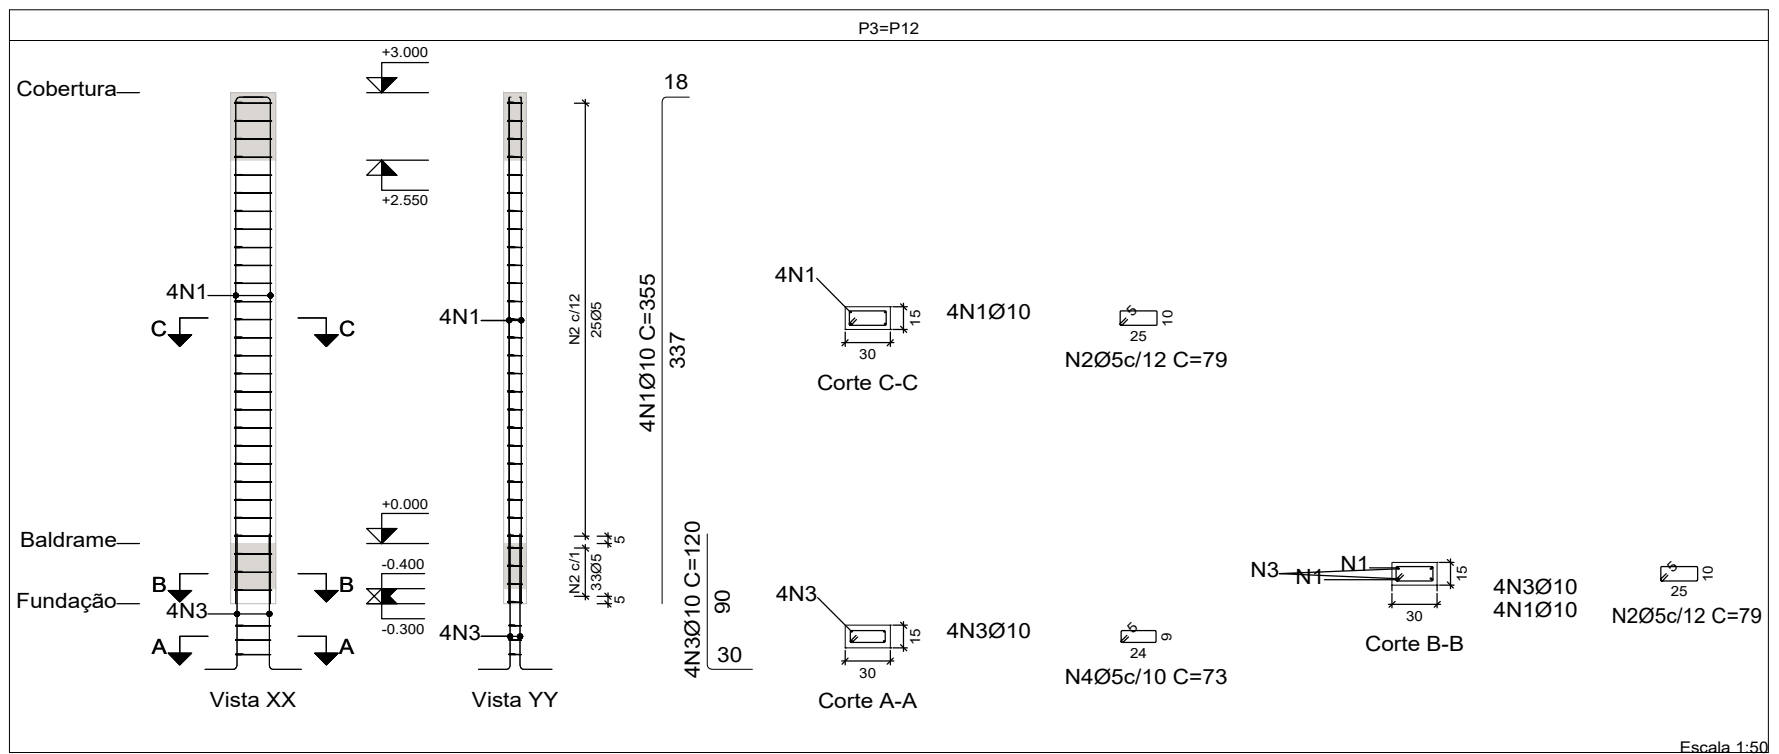 P3=P12
Cobertura
+3.000
+2.550
18
4N1
C
C
4N1
N2 c/12
25Ø5
4N1Ø10 C=355
337
4N1
15
30
4N1Ø10
Corte C-C
5
10
25
N2Ø5c/12 C=79
Baldrame
+0.000
-0.400
-0.300
Fundação
B
B
4N3
4N3
A
A
5
N2 c/1
33Ø5
5
4N3Ø10 C=120
90
30
4N3
15
30
4N3Ø10
Corte A-A
5
9
24
N4Ø5c/10 C=73
N3
N1
N1
15
30
4N3Ø10
4N1Ø10
Corte B-B
5
10
25
N2Ø5c/12 C=79
Vista XX
Vista YY
Escala 1:50